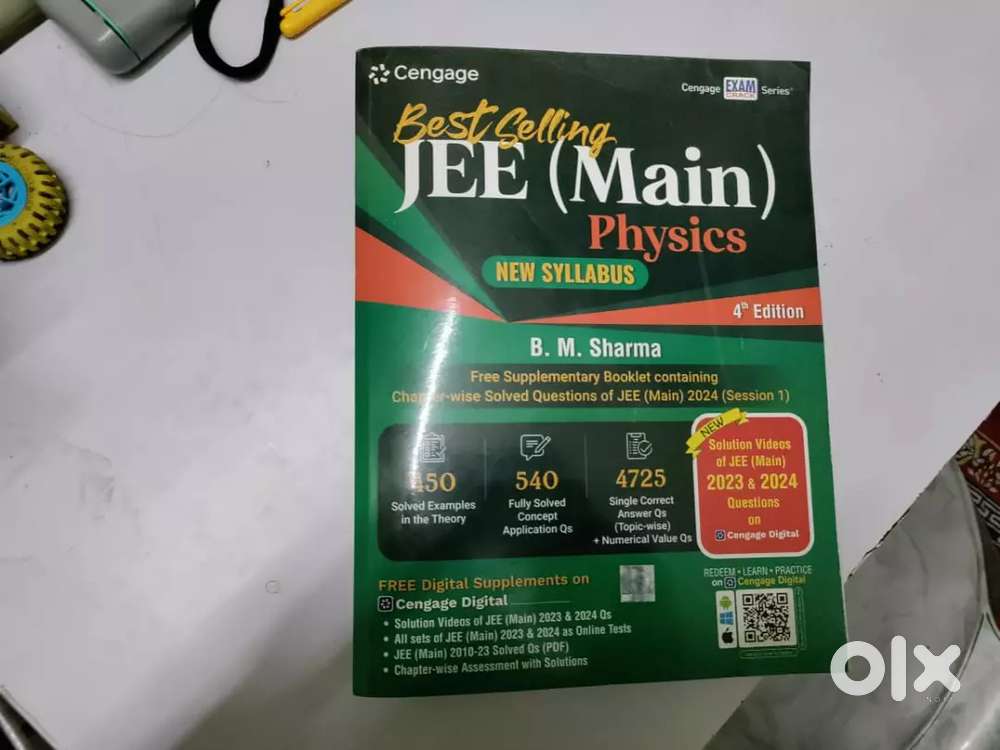 Cengage
Cengage EXAM CRACK Series
Best Selling
JEE (Main)
Physics
NEW SYLLABUS
4th Edition
B. M. Sharma
Free Supplementary Booklet containing
Chapter-wise Solved Questions of JEE (Main) 2024 (Session 1)
450
Solved Examples
in the Theory
540
Fully Solved
Concept
Application Qs
4725
Single Correct
Answer Qs
(Topic-wise)
+ Numerical Value Qs
NEW
Solution Videos
of JEE (Main)
2023 & 2024
Questions
on
Cengage Digital
FREE Digital Supplements on
Cengage Digital
• Solution Videos of JEE (Main) 2023 & 2024 Qs
• All sets of JEE (Main) 2023 & 2024 as Online Tests
• JEE (Main) 2010-23 Solved Qs (PDF)
• Chapter-wise Assessment with Solutions
REDEEM • LEARN • PRACTICE
on Cengage Digital
olx